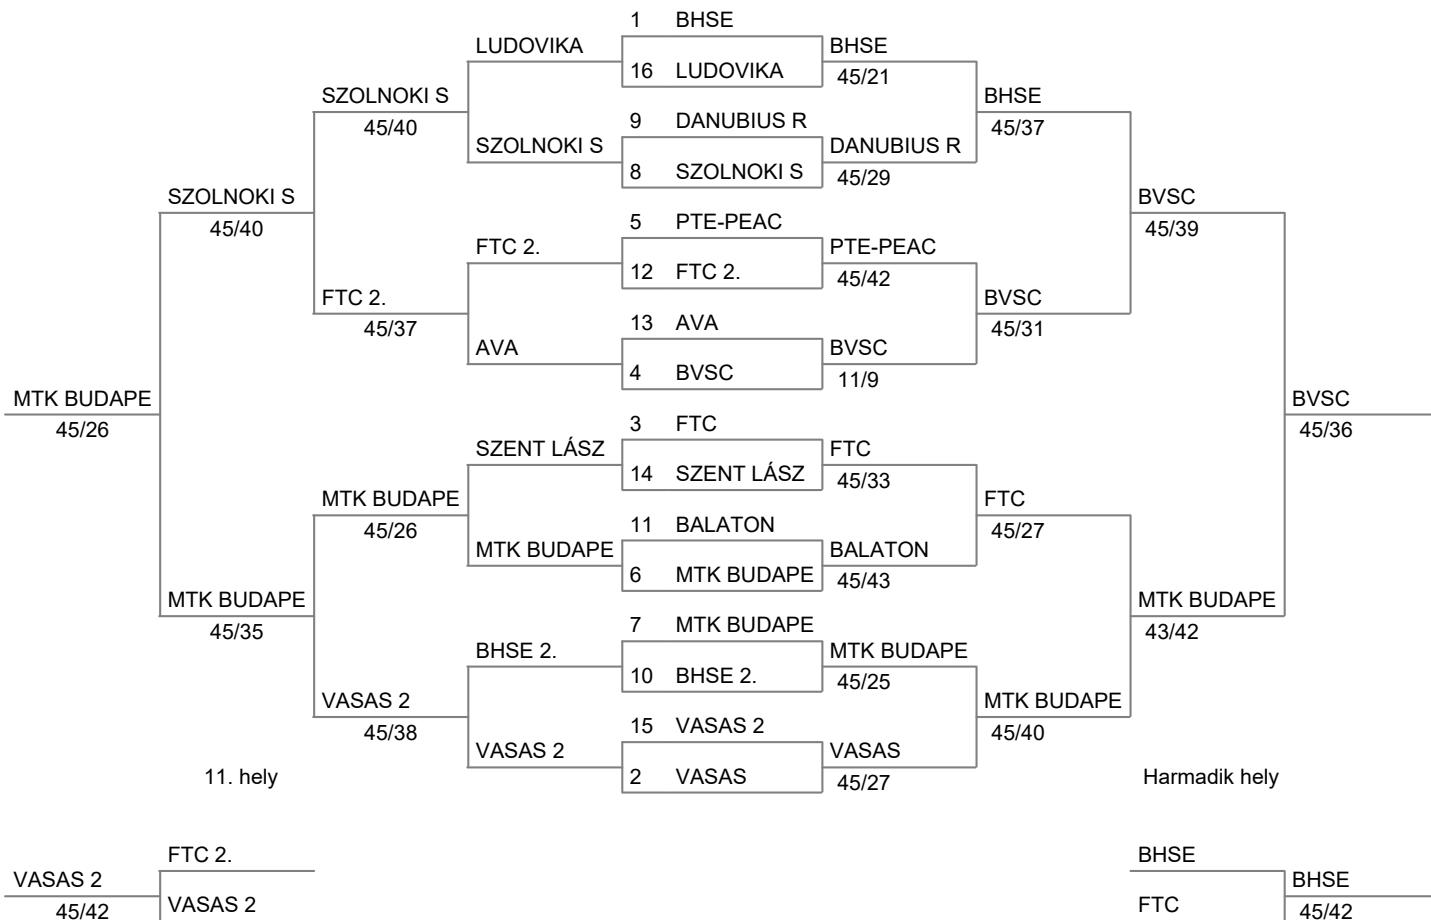 1 BHSE
LUDOVIKA BHSE
16 LUDOVIKA 45/21
SZOLNOKI S BHSE
45/40 9 DANUBIUS R 45/37
SZOLNOKI S DANUBIUS R
8 SZOLNOKI S 45/29
SZOLNOKI S BVSC
45/40 5 PTE-PEAC 45/39
FTC 2. PTE-PEAC
12 FTC 2. 45/42
FTC 2. BVSC
45/37 13 AVA 45/31
AVA BVSC
4 BVSC 11/9
MTK BUDAPE BVSC
45/26 3 FTC 45/36
SZENT LÁSZ FTC
14 SZENT LÁSZ 45/33
MTK BUDAPE FTC
45/26 11 BALATON 45/27
MTK BUDAPE BALATON
6 MTK BUDAPE 45/43
MTK BUDAPE MTK BUDAPE
45/35 7 MTK BUDAPE 43/42
BHSE 2. MTK BUDAPE
10 BHSE 2. 45/25
VASAS 2 MTK BUDAPE
45/38 15 VASAS 2 45/40
VASAS 2 VASAS
11. hely 2 VASAS 45/27 Harmadik hely
FTC 2. BHSE
VASAS 2 BHSE
45/42 VASAS 2 FTC 45/42